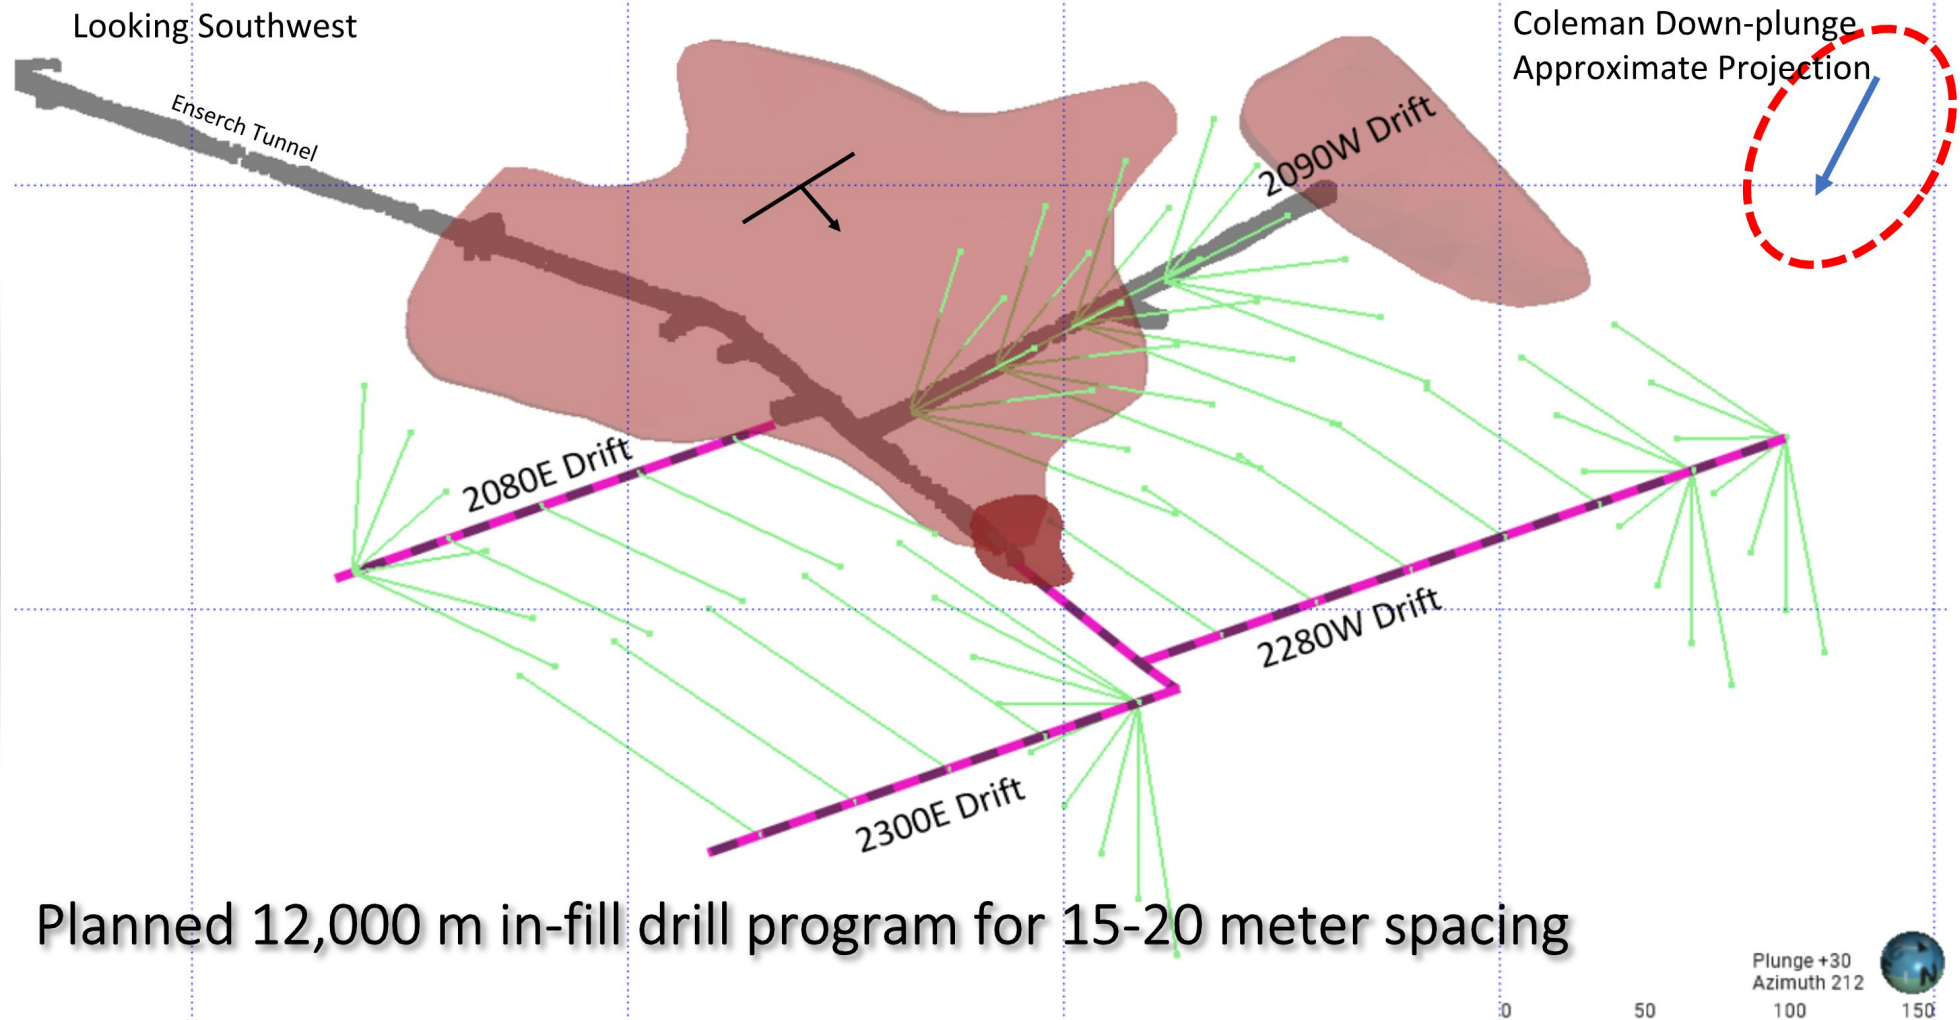 Looking Southwest
Coleman Down-plunge
Approximate Projection
Enserch Tunnel
2090W Drift
2080E Drift
2280W Drift
2300E Drift
Planned 12,000 m in-fill drill program for 15-20 meter spacing
Plunge +30
Azimuth 212
N
0 50 100 150